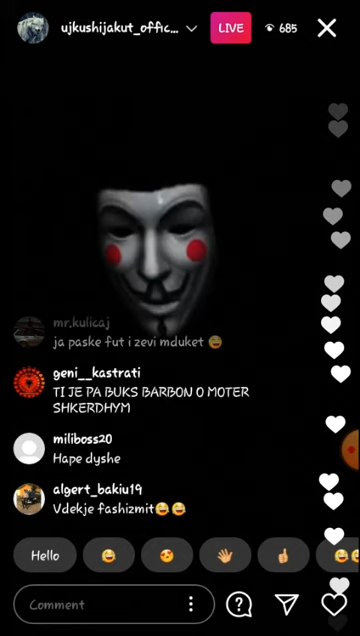 ujkushijakut_offic...
LIVE
685
mr.kulicaj
ja paske fut i zevi mduket 😂
geni__kastrati
TI JE PA BUKS BARBON O MOTER
SHKERDHYM
miliboss20
Hape dyshe
algert_bakiu19
Vdekje fashizmit😂😂
Hello
Comment